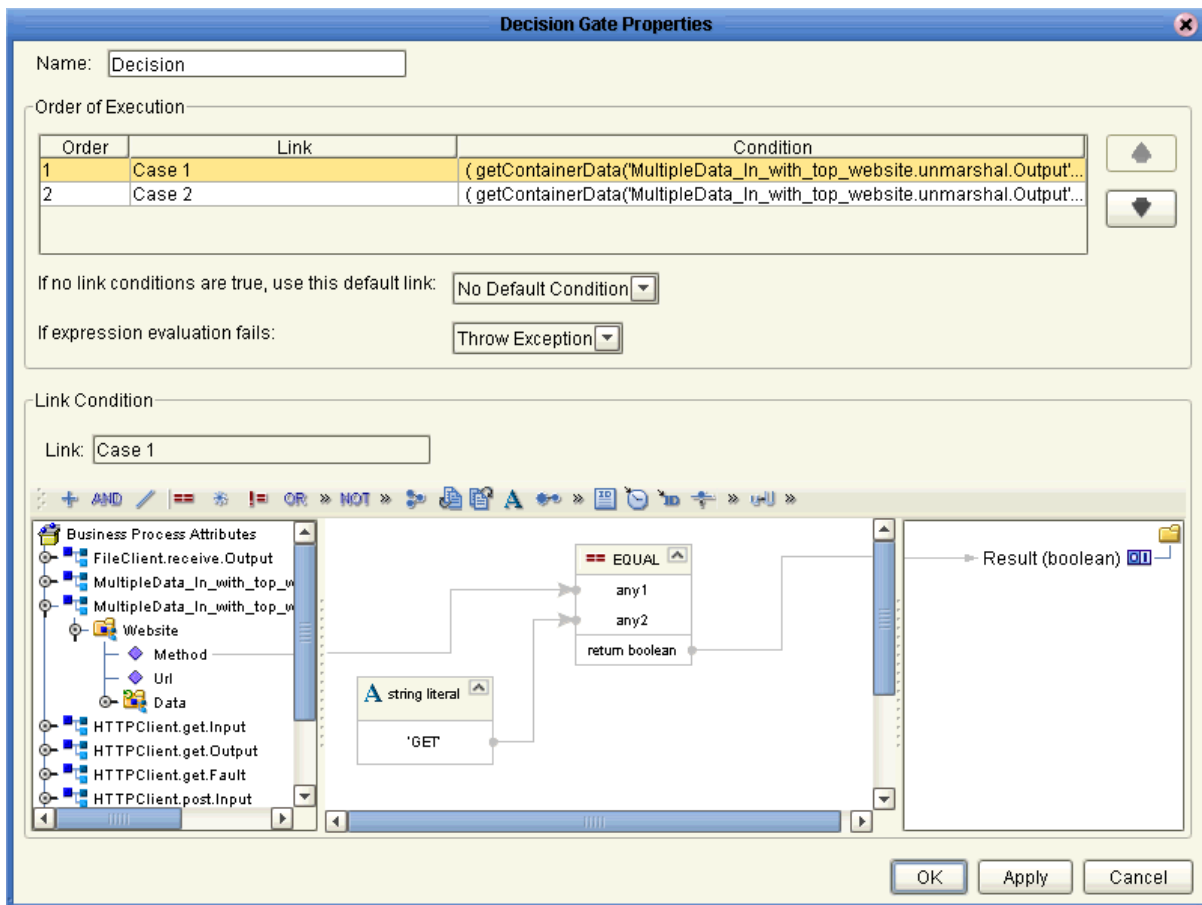 Decision Gate Properties
Name: Decision
Order of Execution
Order Link Condition
1 Case 1 ( getContainerData('MultipleData_In_with_top_website.unmarshal.Output'...
2 Case 2 ( getContainerData('MultipleData_In_with_top_website.unmarshal.Output'...
If no link conditions are true, use this default link: No Default Condition
If expression evaluation fails: Throw Exception
Link Condition
Link: Case 1
AND == != OR » NOT » A » ID ID » »
Business Process Attributes
FileClient.receive.Output
MultipleData_In_with_top_w
MultipleData_In_with_top_w
Website
Method
Url
Data
HTTPClient.get.Input
HTTPClient.get.Output
HTTPClient.get.Fault
HTTPClient.post.Input
== EQUAL
any1
any2
return boolean
A string literal
'GET'
Result (boolean)
OK Apply Cancel